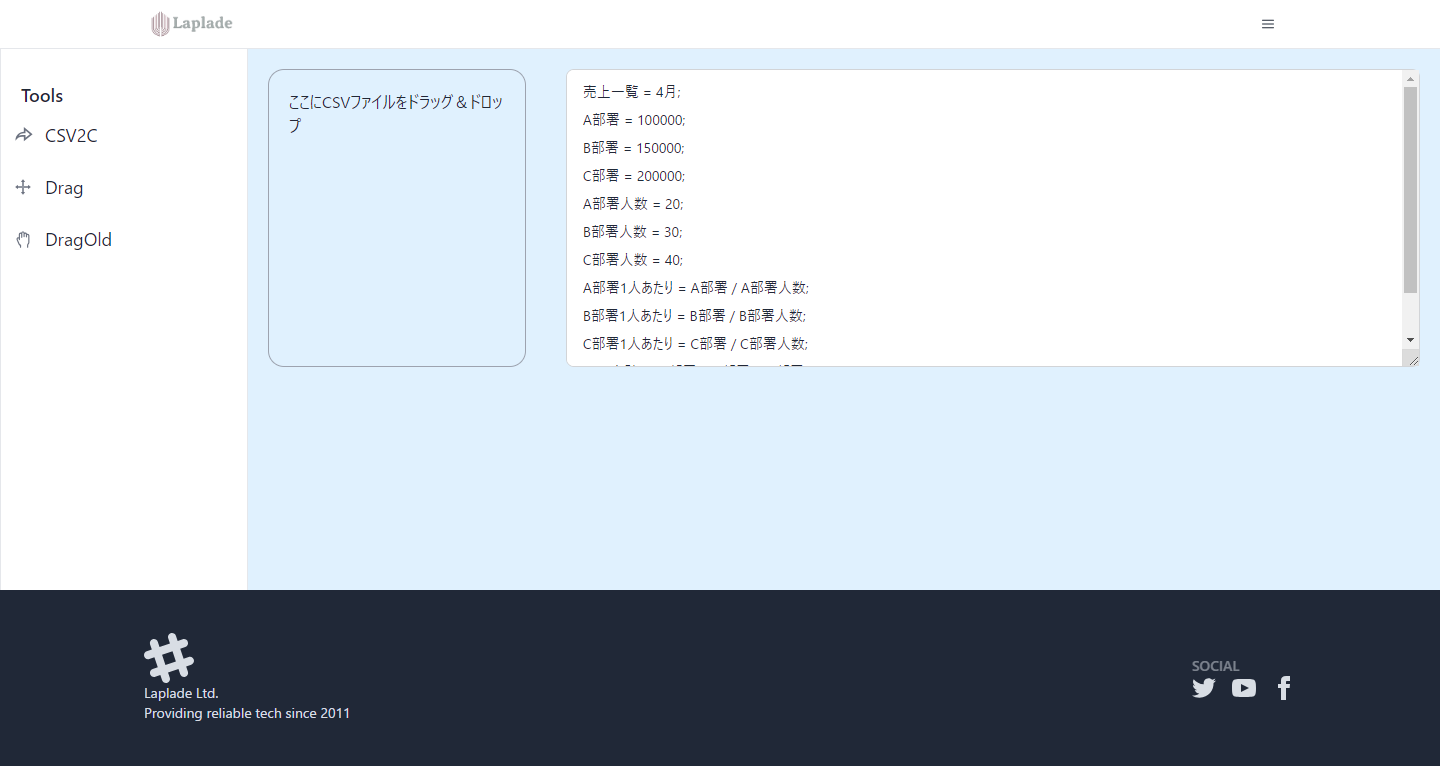 Laplade
Tools
CSV2C
Drag
DragOld
ここにCSVファイルをドラッグ＆ドロッ
プ
売上一覧 = 4月;
A部署 = 100000;
B部署 = 150000;
C部署 = 200000;
A部署人数 = 20;
B部署人数 = 30;
C部署人数 = 40;
A部署1人あたり = A部署 / A部署人数;
B部署1人あたり = B部署 / B部署人数;
C部署1人あたり = C部署 / C部署人数;
Laplade Ltd.
Providing reliable tech since 2011
SOCIAL